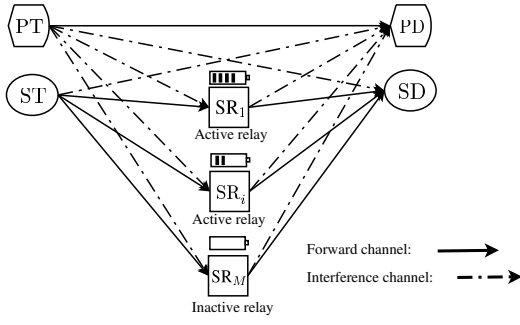 PT
PD
ST
SD
SR1
Active relay
SRi
Active relay
SRM
Inactive relay
Forward channel:
Interference channel: